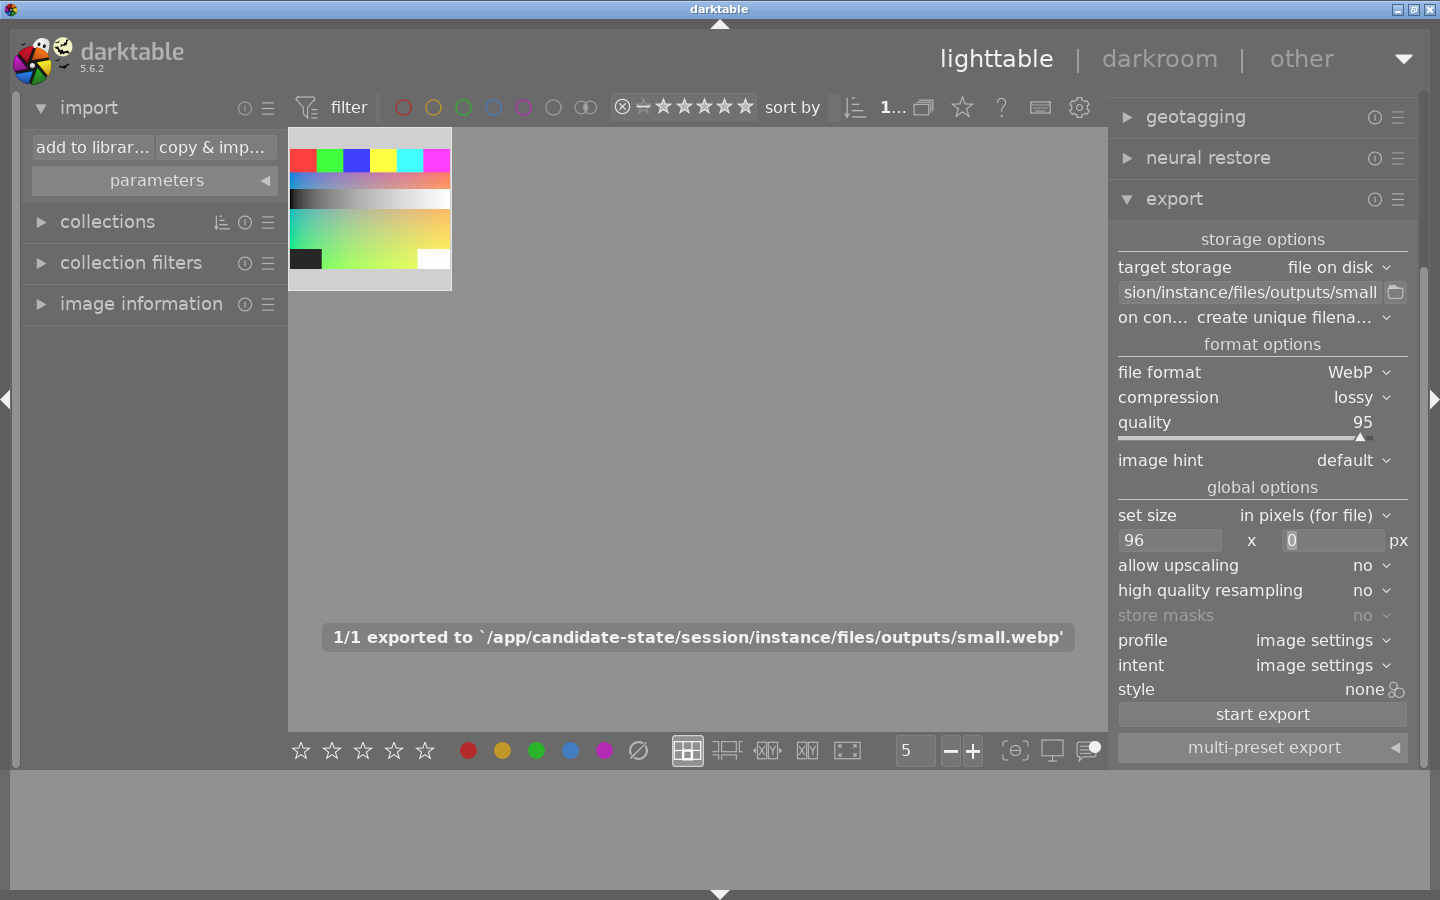 darktable
darktable
5.6.2
lighttable | darkroom | other
import
add to librar... copy & imp...
parameters
collections
collection filters
image information
filter
sort by
1...
geotagging
neural restore
export
storage options
target storage file on disk
sion/instance/files/outputs/small
on con... create unique filena...
format options
file format WebP
compression lossy
quality 95
image hint default
global options
set size in pixels (for file)
96 x 0 px
allow upscaling no
high quality resampling no
store masks no
profile image settings
intent image settings
style none
start export
multi-preset export
1/1 exported to `/app/candidate-state/session/instance/files/outputs/small.webp'
5